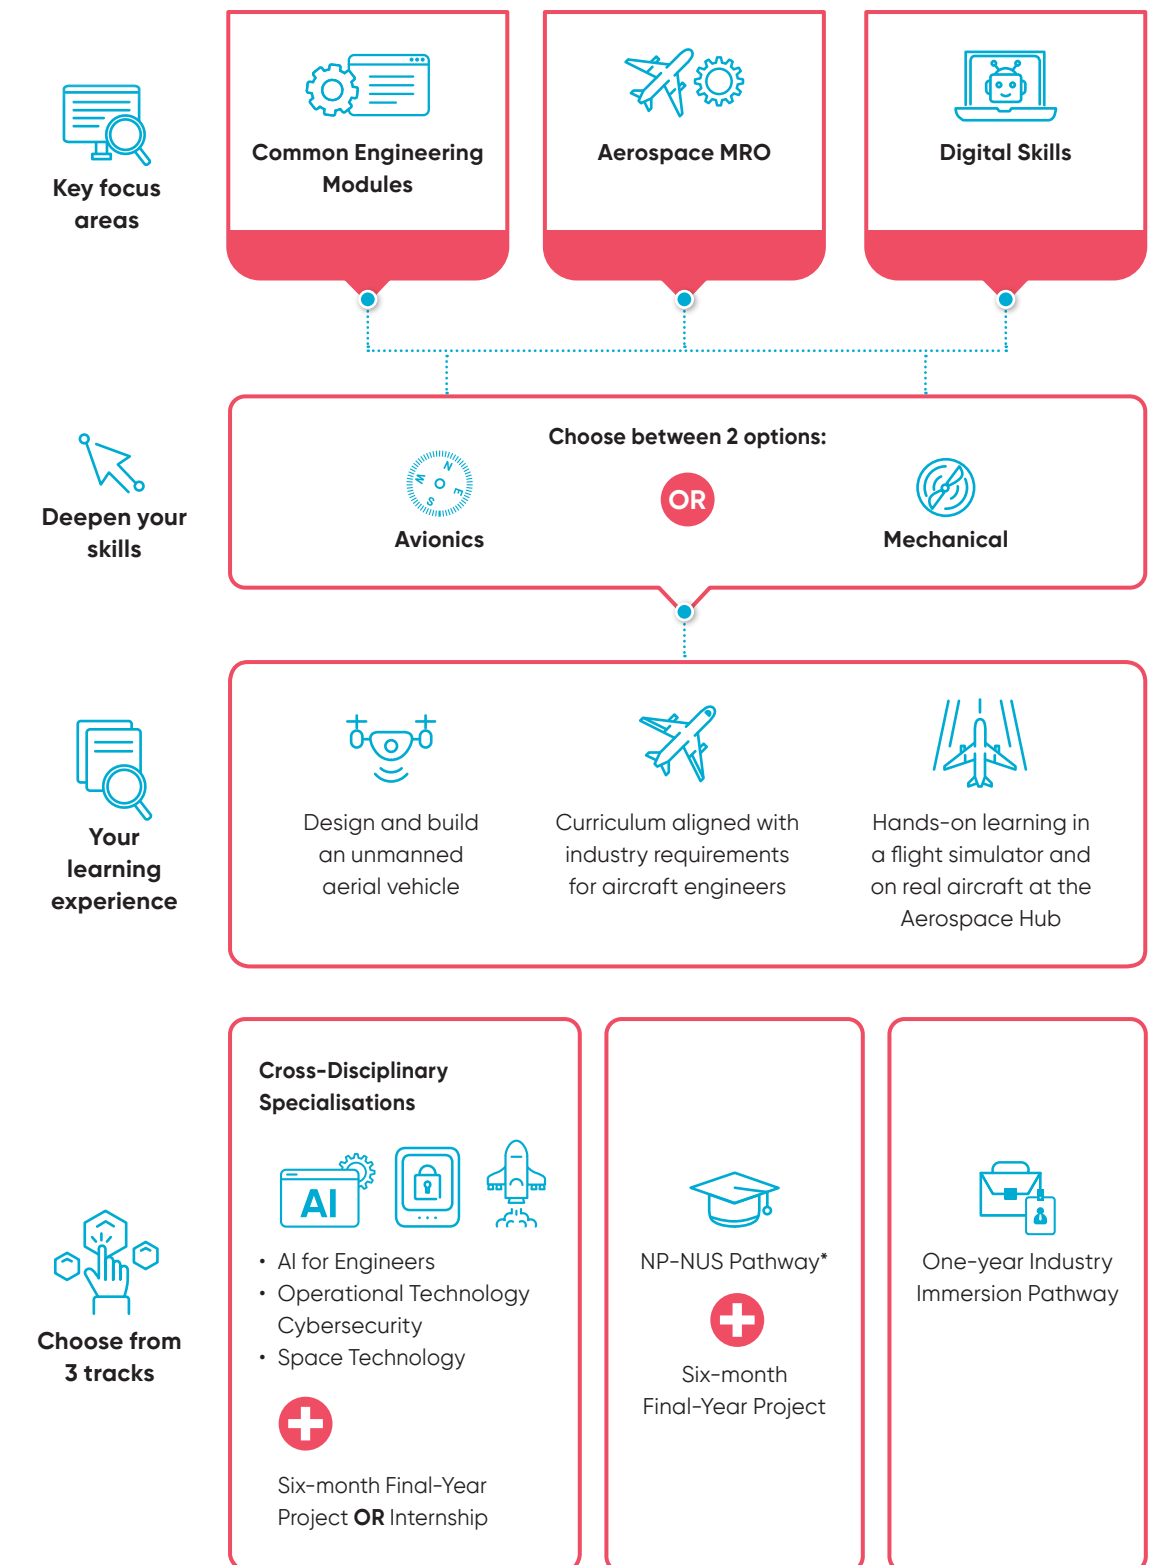 Key focus
areas
Common Engineering
Modules
Aerospace MRO
Digital Skills
Deepen your
skills
Choose between 2 options:
N
E
S
W
Avionics
OR
Mechanical
Your
learning
experience
Design and build
an unmanned
aerial vehicle
Curriculum aligned with
industry requirements
for aircraft engineers
Hands-on learning in
a flight simulator and
on real aircraft at the
Aerospace Hub
Choose from
3 tracks
Cross-Disciplinary
Specialisations
AI
• AI for Engineers
• Operational Technology
Cybersecurity
• Space Technology
Six-month Final-Year
Project OR Internship
NP-NUS Pathway*
Six-month
Final-Year Project
One-year Industry
Immersion Pathway